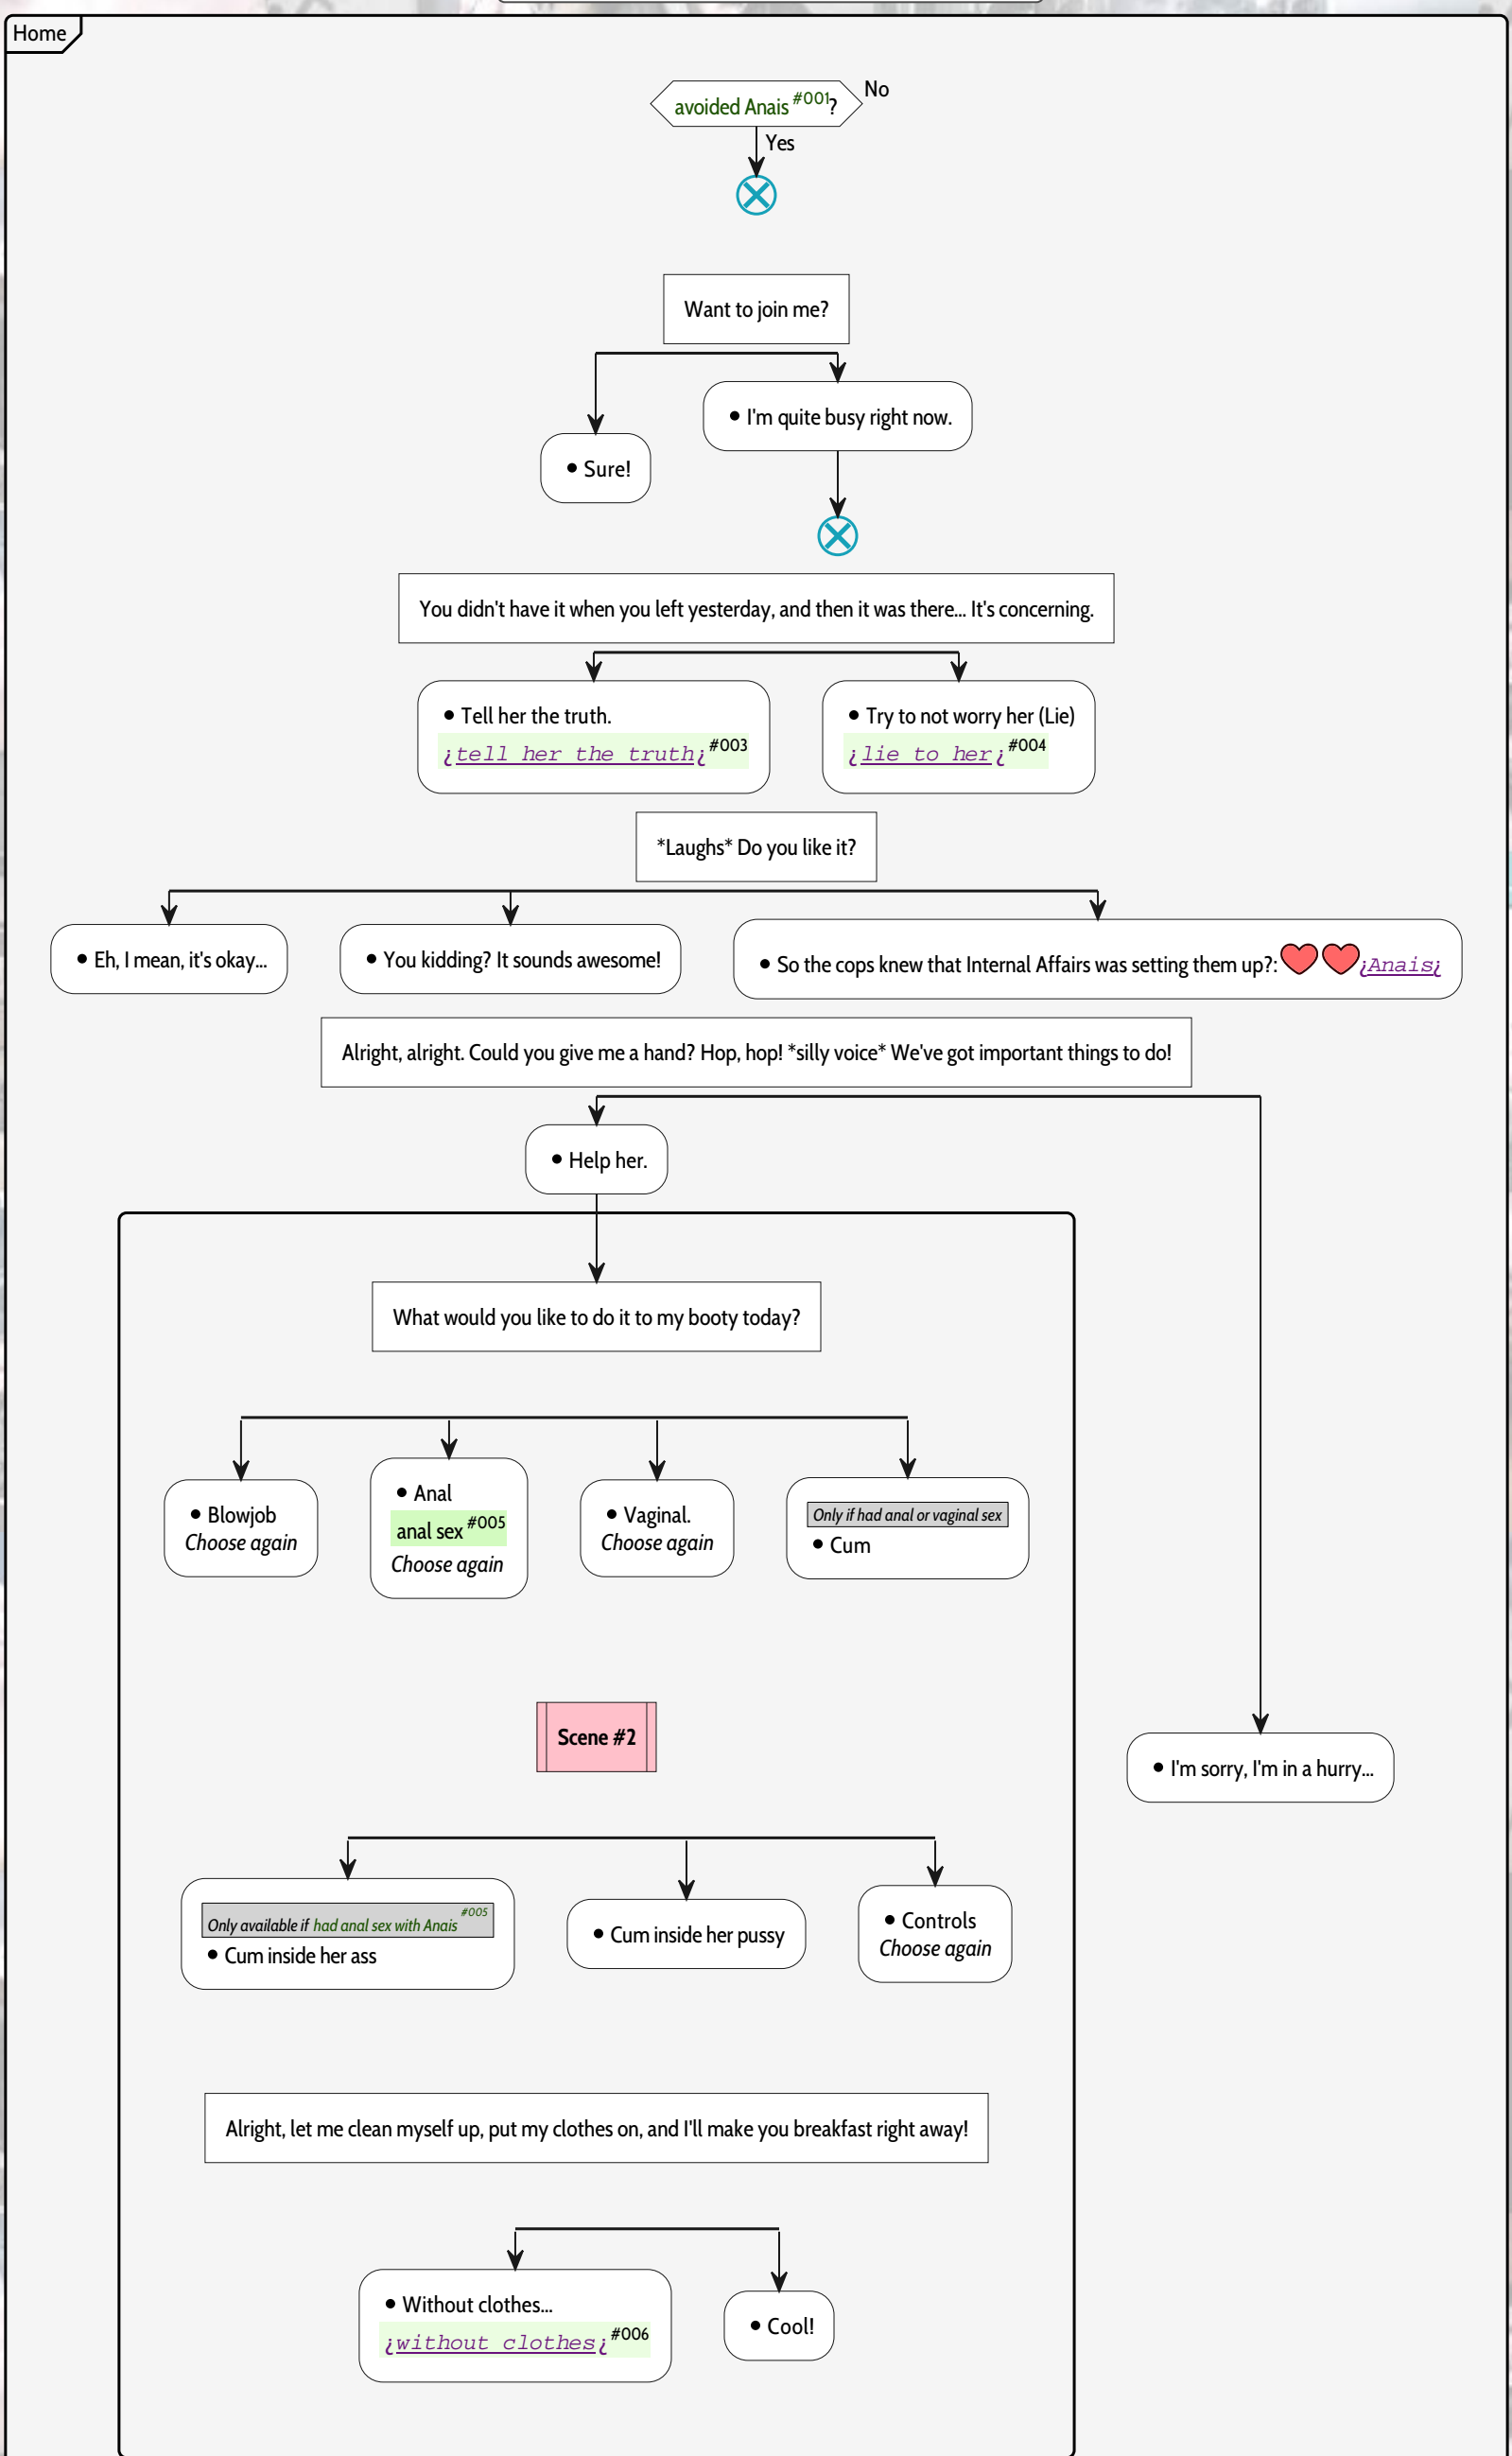 Home
avoided Anais #001?
No
Yes
Want to join me?
• I'm quite busy right now.
• Sure!
You didn't have it when you left yesterday, and then it was there... It's concerning.
• Tell her the truth.
¿tell her the truth¿ #003
• Try to not worry her (Lie)
¿lie to her¿ #004
*Laughs* Do you like it?
• Eh, I mean, it's okay...
• You kidding? It sounds awesome!
• So the cops knew that Internal Affairs was setting them up?: ¿Anais¿
Alright, alright. Could you give me a hand? Hop, hop! *silly voice* We've got important things to do!
• Help her.
What would you like to do it to my booty today?
• Blowjob
Choose again
• Anal
anal sex #005
Choose again
• Vaginal.
Choose again
Only if had anal or vaginal sex
• Cum
Scene #2
• I'm sorry, I'm in a hurry...
Only available if had anal sex with Anais #005
• Cum inside her ass
• Cum inside her pussy
• Controls
Choose again
Alright, let me clean myself up, put my clothes on, and I'll make you breakfast right away!
• Without clothes...
¿without clothes¿ #006
• Cool!